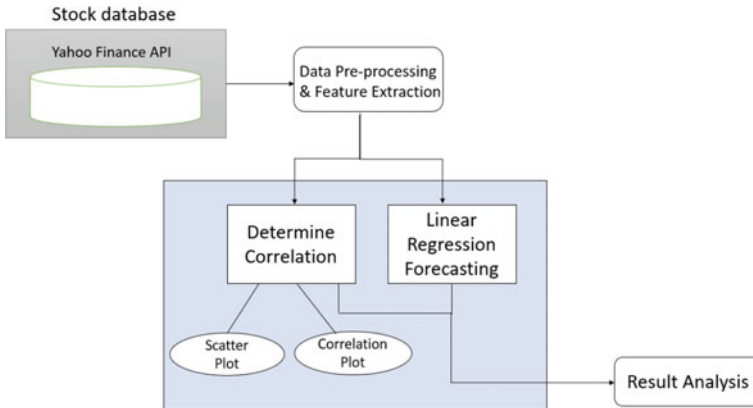 Stock database
Yahoo Finance API
Data Pre-processing
& Feature Extraction
Determine
Correlation
Linear
Regression
Forecasting
Scatter
Plot
Correlation
Plot
Result Analysis